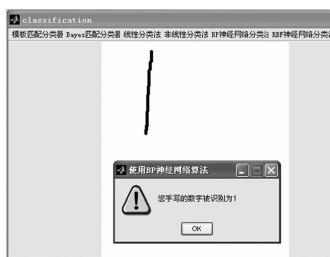 classification
模板匹配分类器 Bayes匹配分类器 线性分类法 非线性分类法 BP神经网络分类法 RBF神经网络分类
使用BP神经网络算法
您手写的数字被识别为1
OK